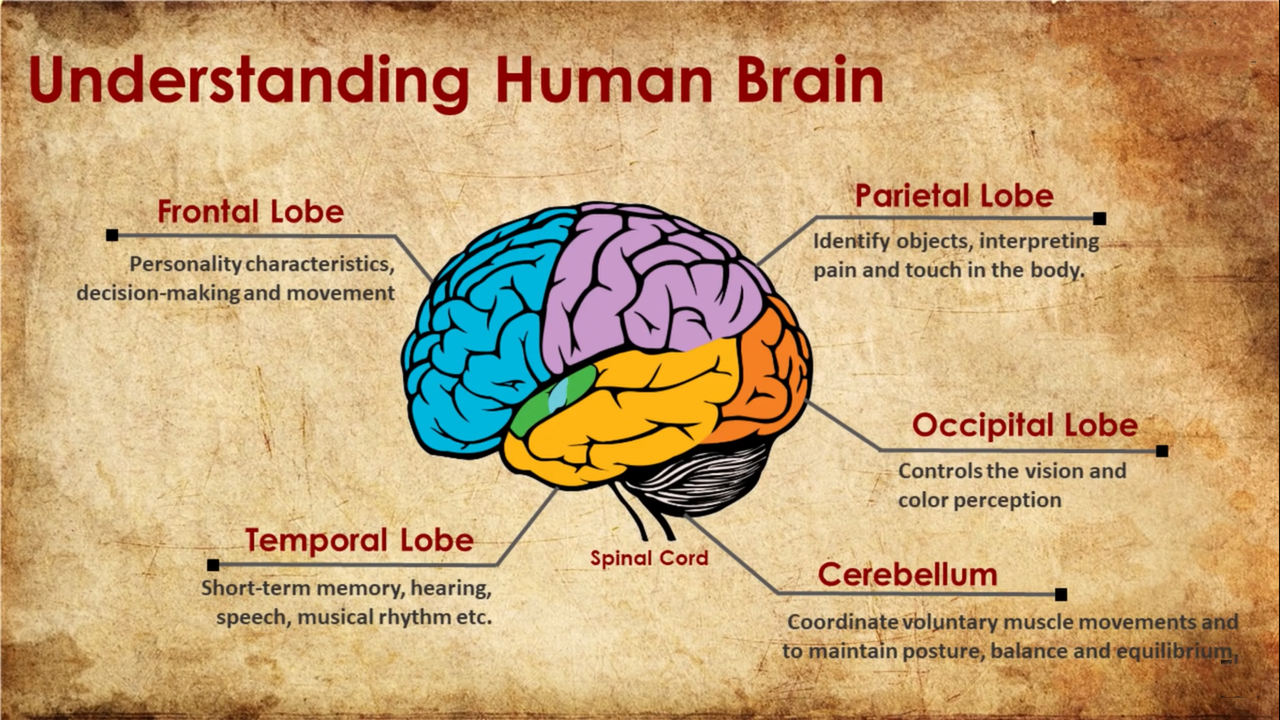 Understanding Human Brain
Frontal Lobe
Personality characteristics,
decision-making and movement
Parietal Lobe
Identify objects, interpreting
pain and touch in the body.
Occipital Lobe
Controls the vision and
color perception
Temporal Lobe
Short-term memory, hearing,
speech, musical rhythm etc.
Spinal Cord
Cerebellum
Coordinate voluntary muscle movements and
to maintain posture, balance and equilibrium.